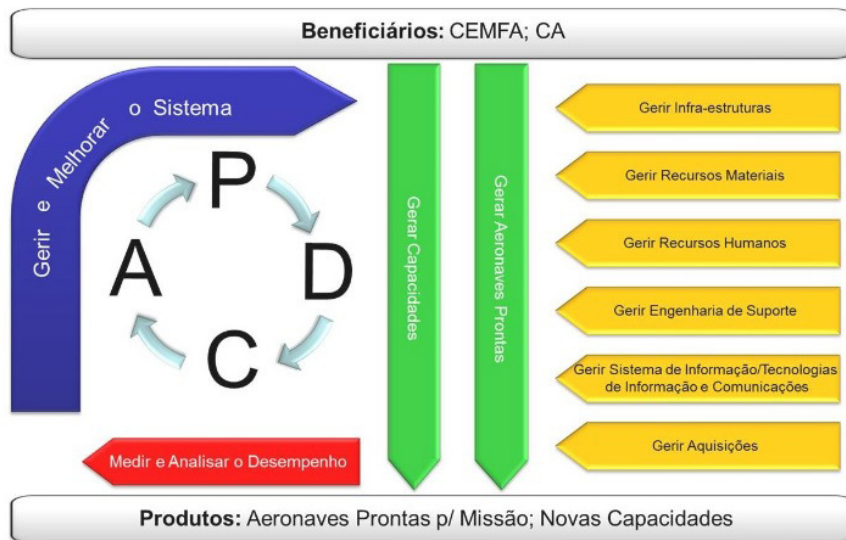 Beneficiários: CEMFA; CA
Gerir e Melhorar o Sistema
P
D
C
A
Gerar Capacidades
Gerar Aeronaves Prontas
Gerir Infra-estruturas
Gerir Recursos Materiais
Gerir Recursos Humanos
Gerir Engenharia de Suporte
Gerir Sistema de Informação/Tecnologias
de Informação e Comunicações
Gerir Aquisições
Medir e Analisar o Desempenho
Produtos: Aeronaves Prontas p/ Missão; Novas Capacidades